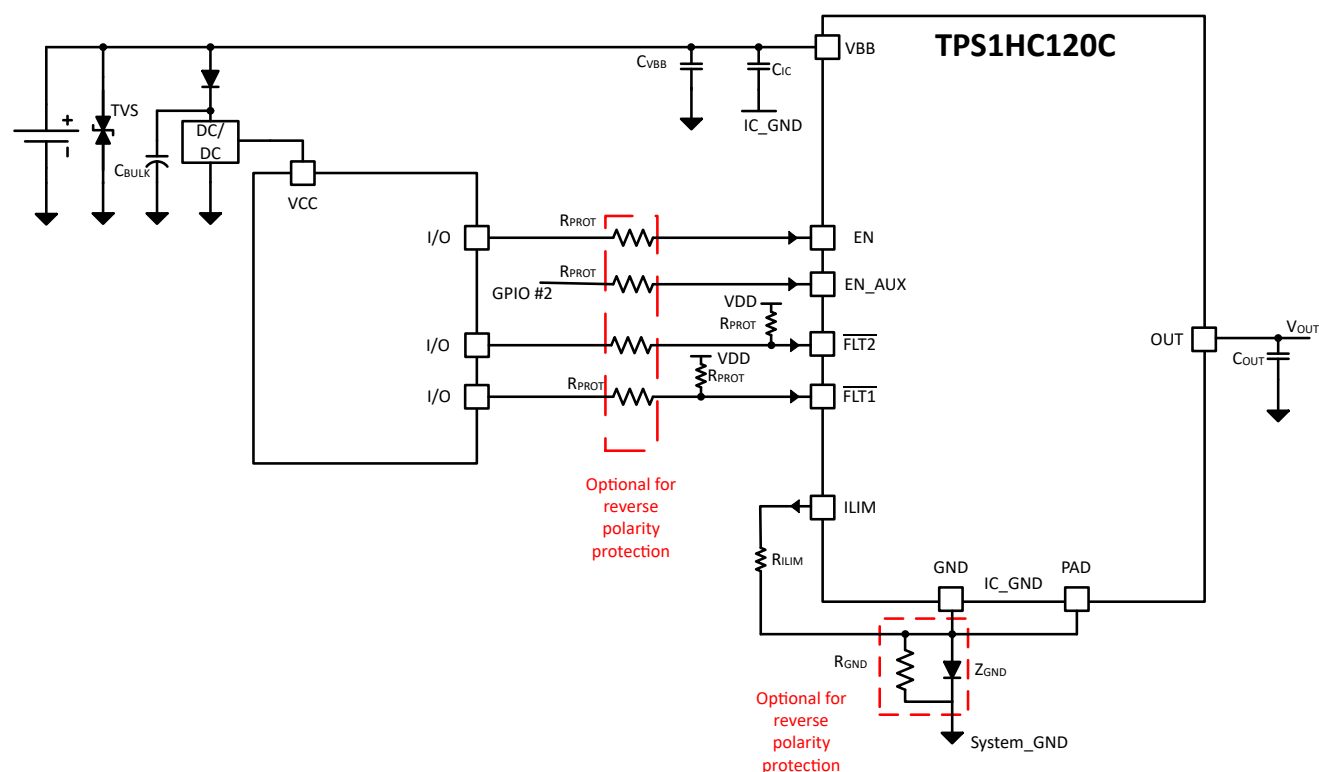 TPS1HC120C
VBB
CVBB
CIC
IC_GND
TVS
+
DC/
DC
CBULK
VCC
I/O
RPROT
EN
RPROT
GPIO #2
EN_AUX
VDD
RPROT
I/O
FLT2
VDD
RPROT
I/O
RPROT
FLT1
OUT
VOUT
COUT
Optional for
reverse
polarity
protection
ILIM
RILIM
GND
IC_GND
PAD
RGND
ZGND
Optional for
reverse
polarity
protection
System_GND